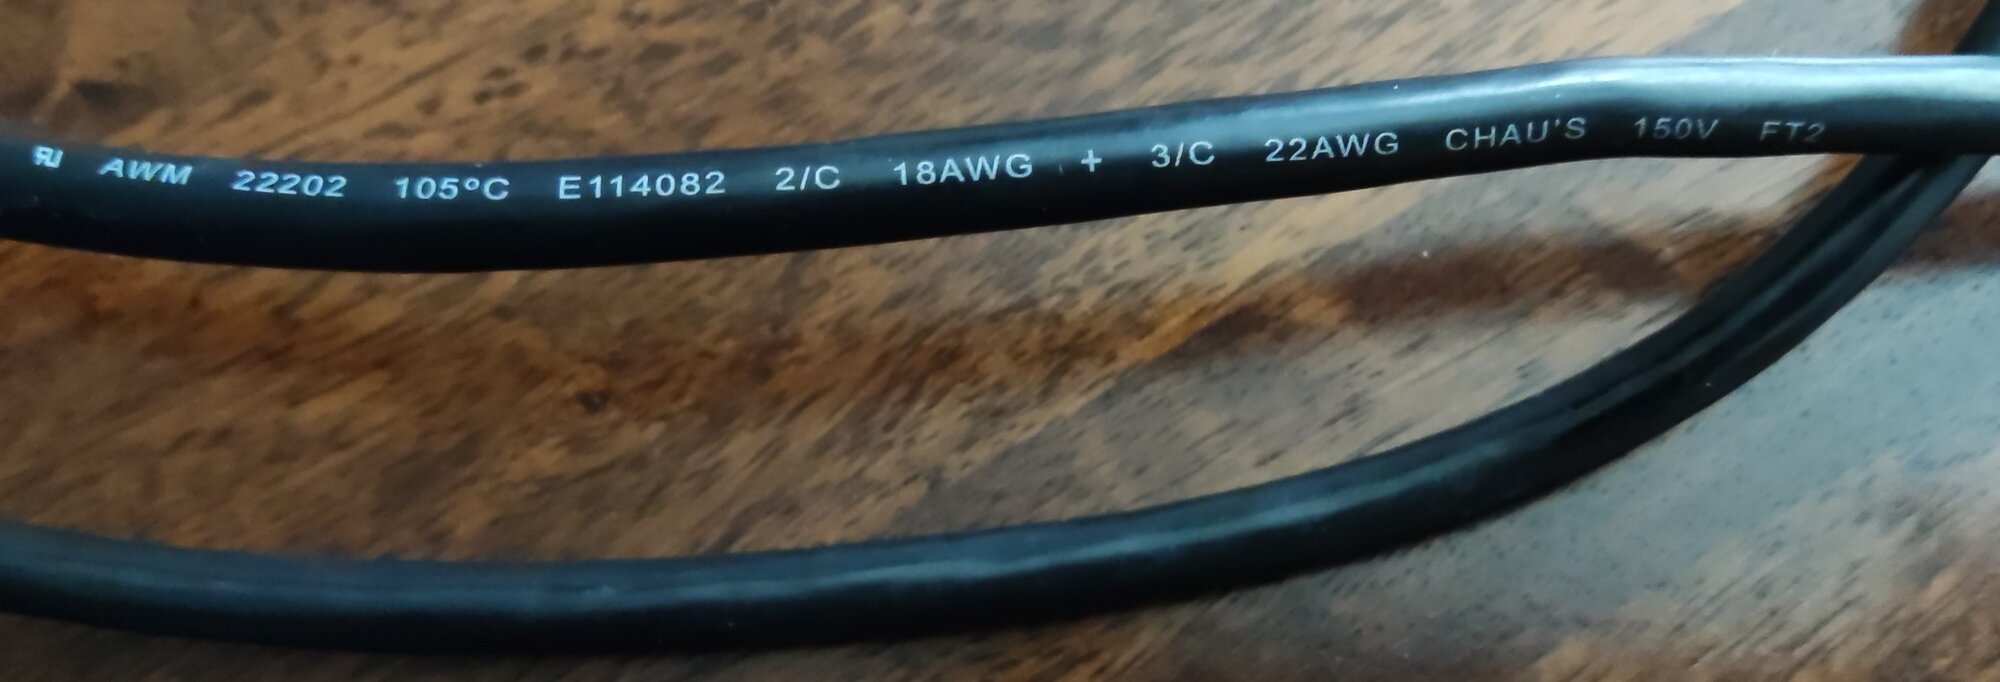 AWM 22202 105°C E114082 2/C 18AWG + 3/C 22AWG CHAU'S 150V FT2